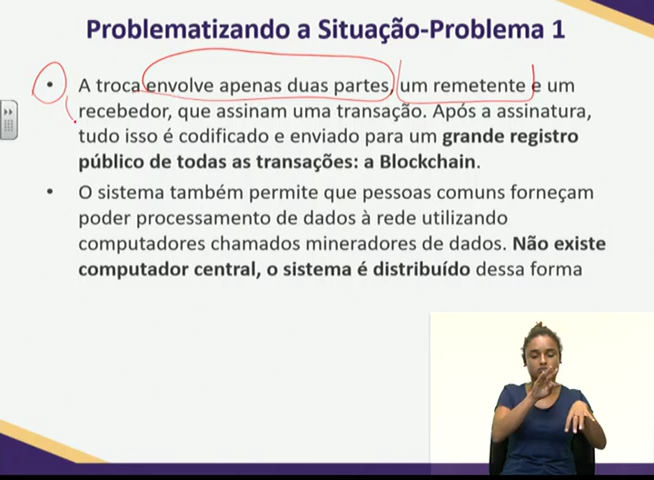 Problematizando a Situação-Problema 1
• A troca envolve apenas duas partes, um remetente e um
recebedor, que assinam uma transação. Após a assinatura,
tudo isso é codificado e enviado para um grande registro
público de todas as transações: a Blockchain.
• O sistema também permite que pessoas comuns forneçam
poder processamento de dados à rede utilizando
computadores chamados mineradores de dados. Não existe
computador central, o sistema é distribuído dessa forma